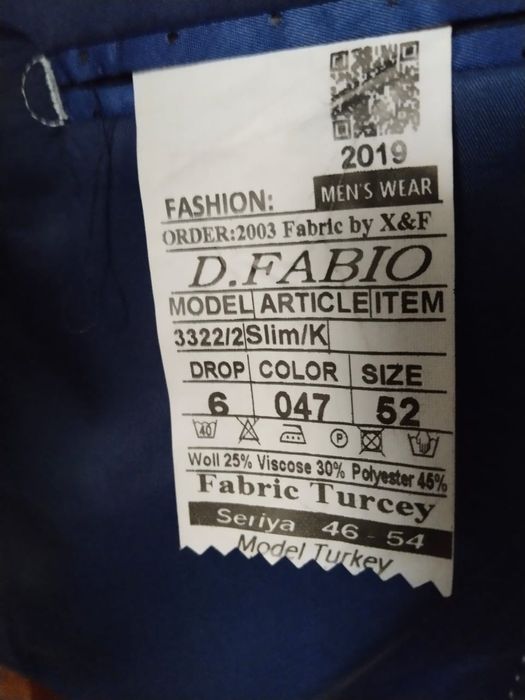 2019
FASHION: MEN'S WEAR
ORDER:2003 Fabric by X&F
D.FABIO
MODEL ARTICLE ITEM
3322/2 Slim/K
DROP COLOR SIZE
6 047 52
40 P
Woll 25% Viscose 30% Polyester 45%
Fabric Turcey
Seriya 46 - 54
Model Turkey